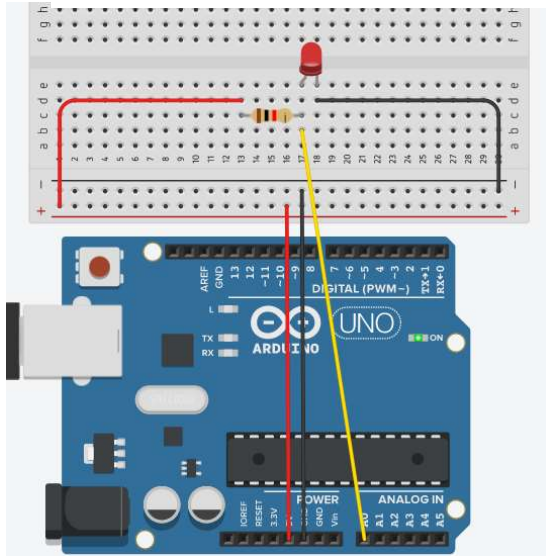 h h
g g
f f
e e
d d
c c
b b
a a
1 2 3 4 5 6 7 8 9 10 11 12 13 14 15 16 17 18 19 20 21 22 23 24 25 26 27 28 29
− −
+ +
AREF GND 13 12 ~11 ~10 ~9 8 7 ~6 ~5 4 ~3 2 TX→1 RX←0
DIGITAL (PWM~)
L
TX
RX
ARDUINO
UNO
ON
POWER ANALOG IN
IOREF RESET 3.3V GND Vin A0 A1 A2 A3 A4 A5